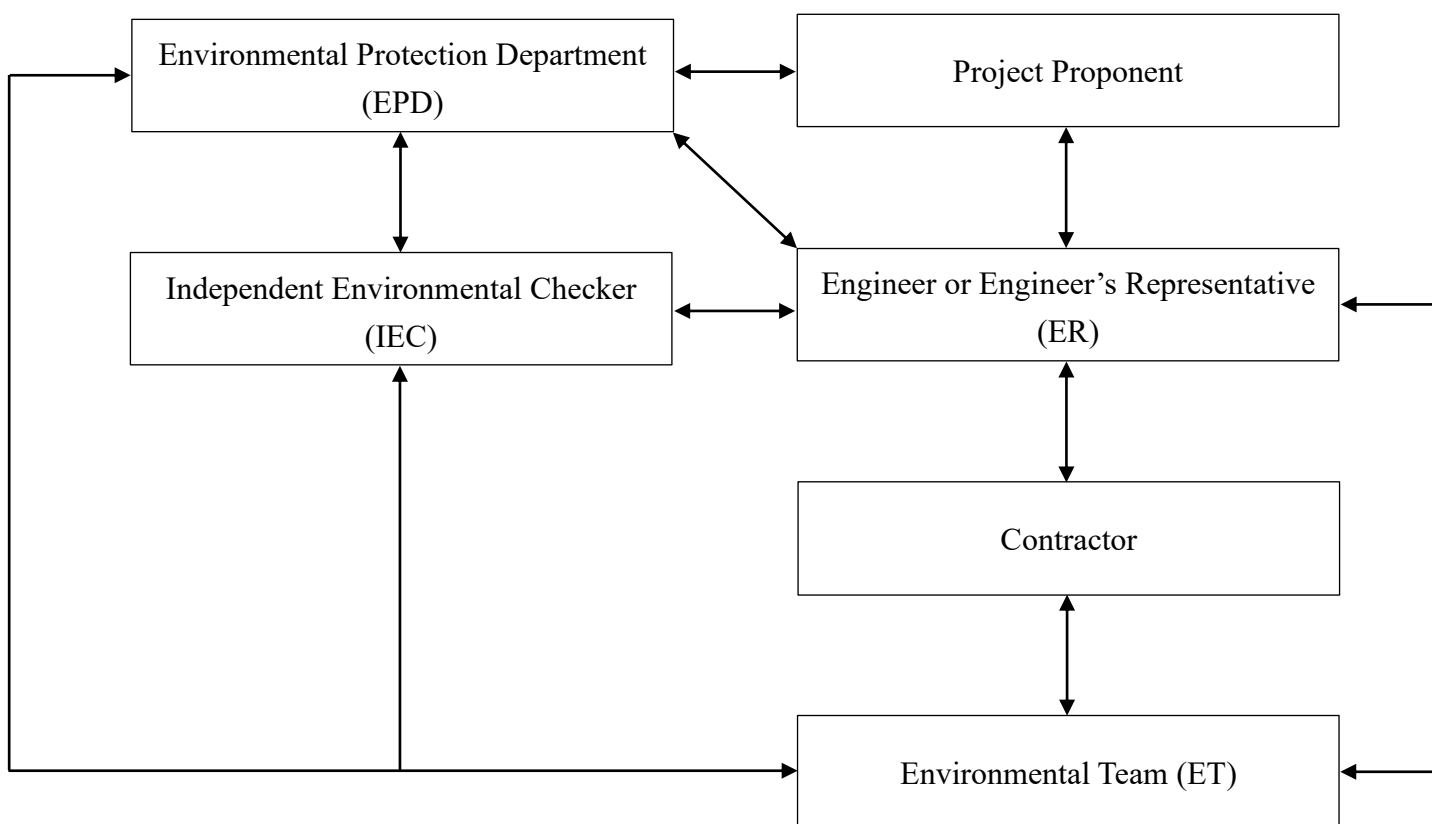 Environmental Protection Department
(EPD)
Project Proponent
Independent Environmental Checker
(IEC)
Engineer or Engineer’s Representative
(ER)
Contractor
Environmental Team (ET)